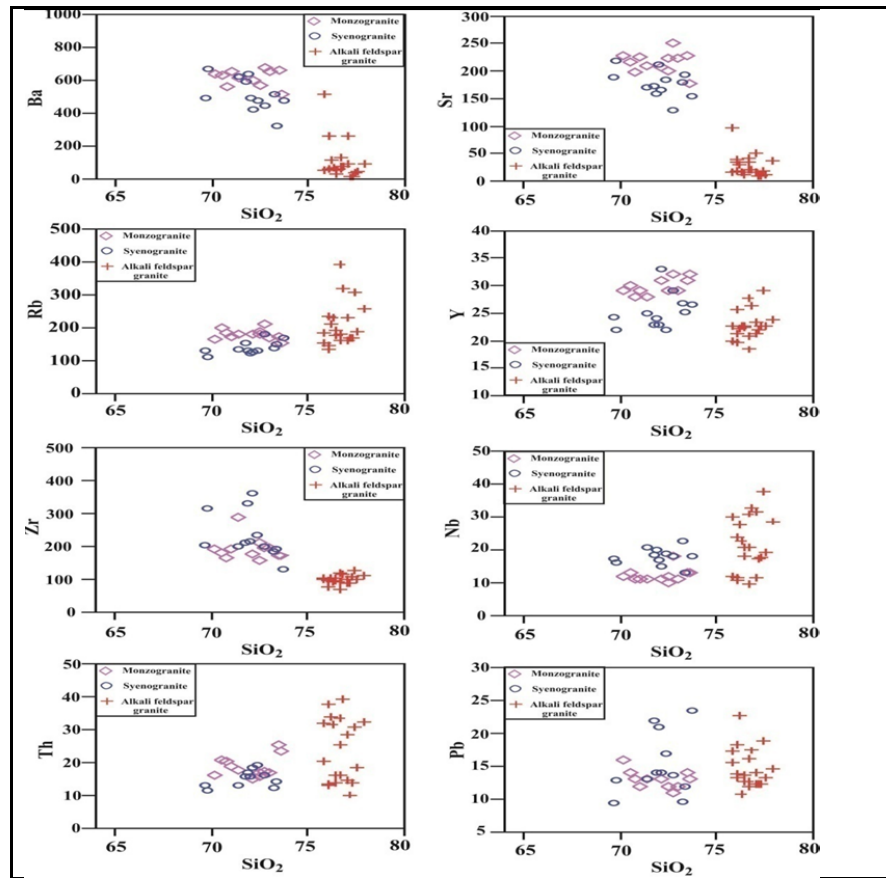 1000
800
600
400
200
0
Ba
Monzogranite
Syenogranite
Alkali feldspar
granite
65 70 75 80
SiO₂
300
250
200
150
100
50
0
Sr
Monzogranite
Syenogranite
Alkali feldspar
granite
65 70 75 80
SiO₂
500
400
300
200
100
0
Rb
Monzogranite
Syenogranite
Alkali feldspar
granite
65 70 75 80
SiO₂
40
35
30
25
20
15
10
Y
Monzogranite
Syenogranite
Alkali feldspar
granite
65 70 75 80
SiO₂
500
400
300
200
100
0
Zr
Monzogranite
Syenogranite
Alkali feldspar
granite
65 70 75 80
SiO₂
50
40
30
20
10
0
Nb
Monzogranite
Syenogranite
Alkali feldspar
granite
65 70 75 80
SiO₂
50
40
30
20
10
0
Th
Monzogranite
Syenogranite
Alkali feldspar
granite
65 70 75 80
SiO₂
30
25
20
15
10
5
Pb
Monzogranite
Syenogranite
Alkali feldspar
granite
65 70 75 80
SiO₂